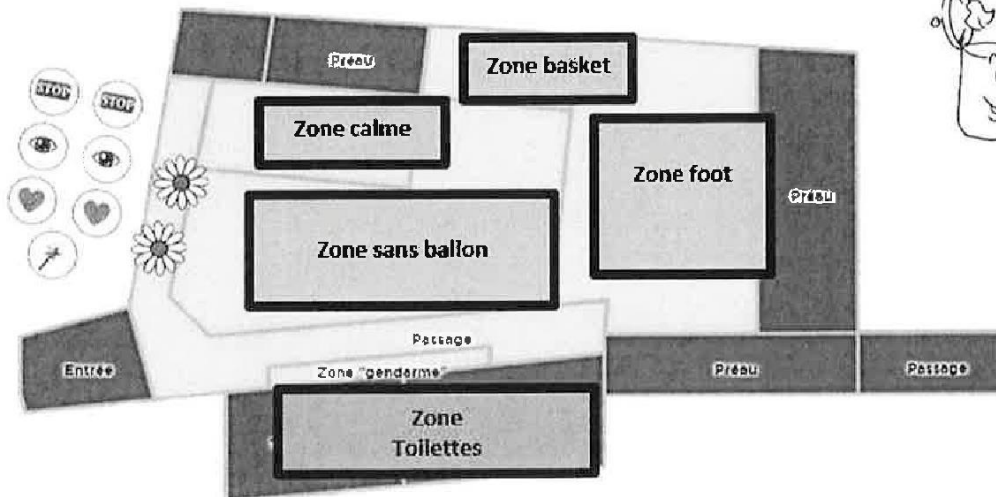 Préau
Zone basket
STOP
STOP
Zone calme
Zone foot
Préau
Zone sans ballon
Passage
Entrée
Zone "gendarme"
Préau
Passage
Zone
Toilettes